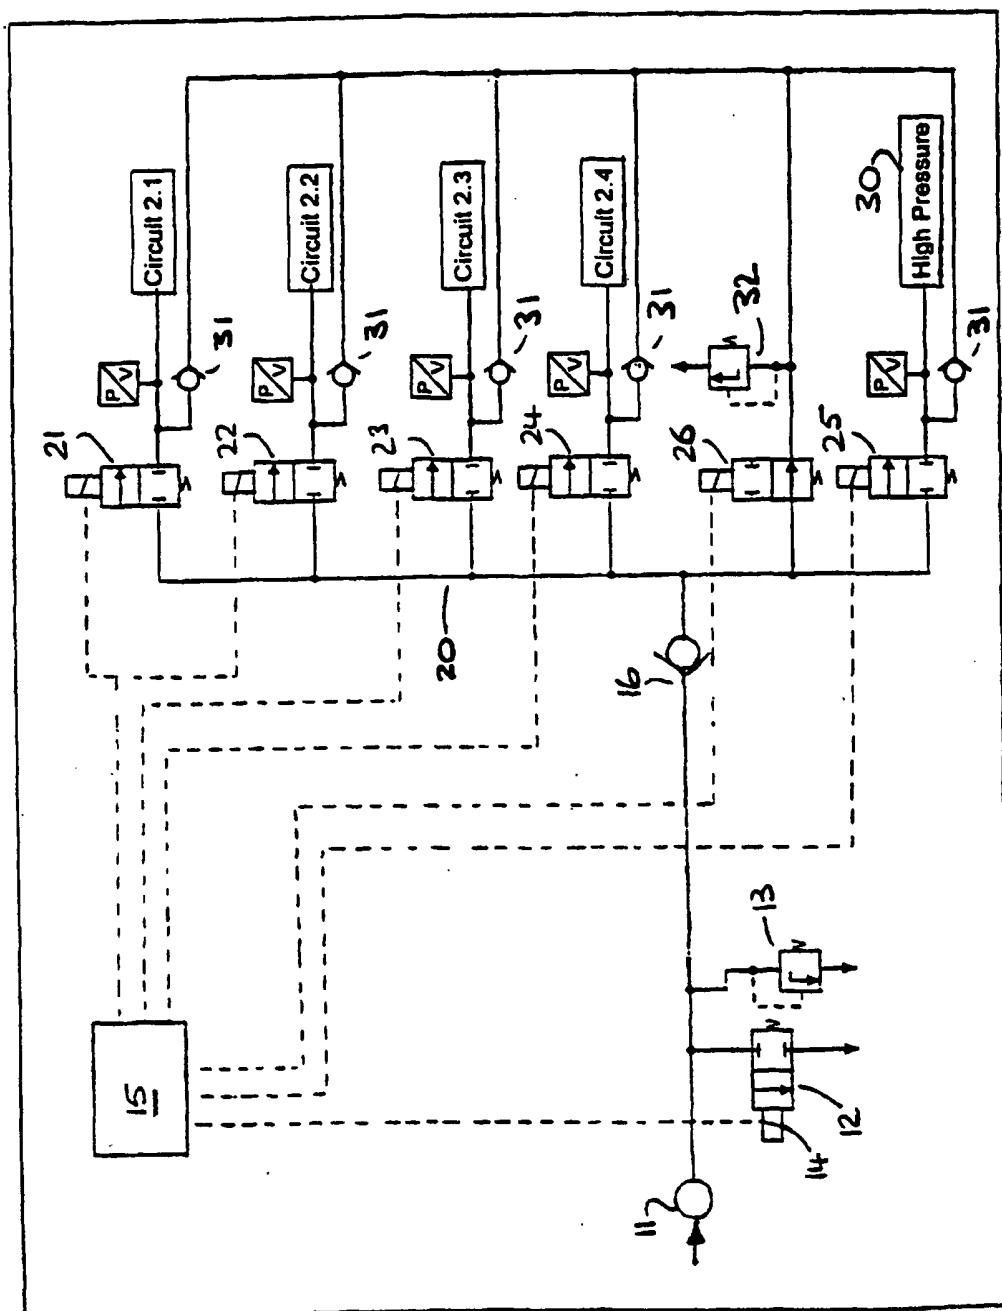 Circuit 2.1
Circuit 2.2
Circuit 2.3
Circuit 2.4
High Pressure
30
31
31
31
31
31
32
P/V
P/V
P/V
P/V
P/V
21
22
23
24
26
25
20
16
13
12
14
15
11